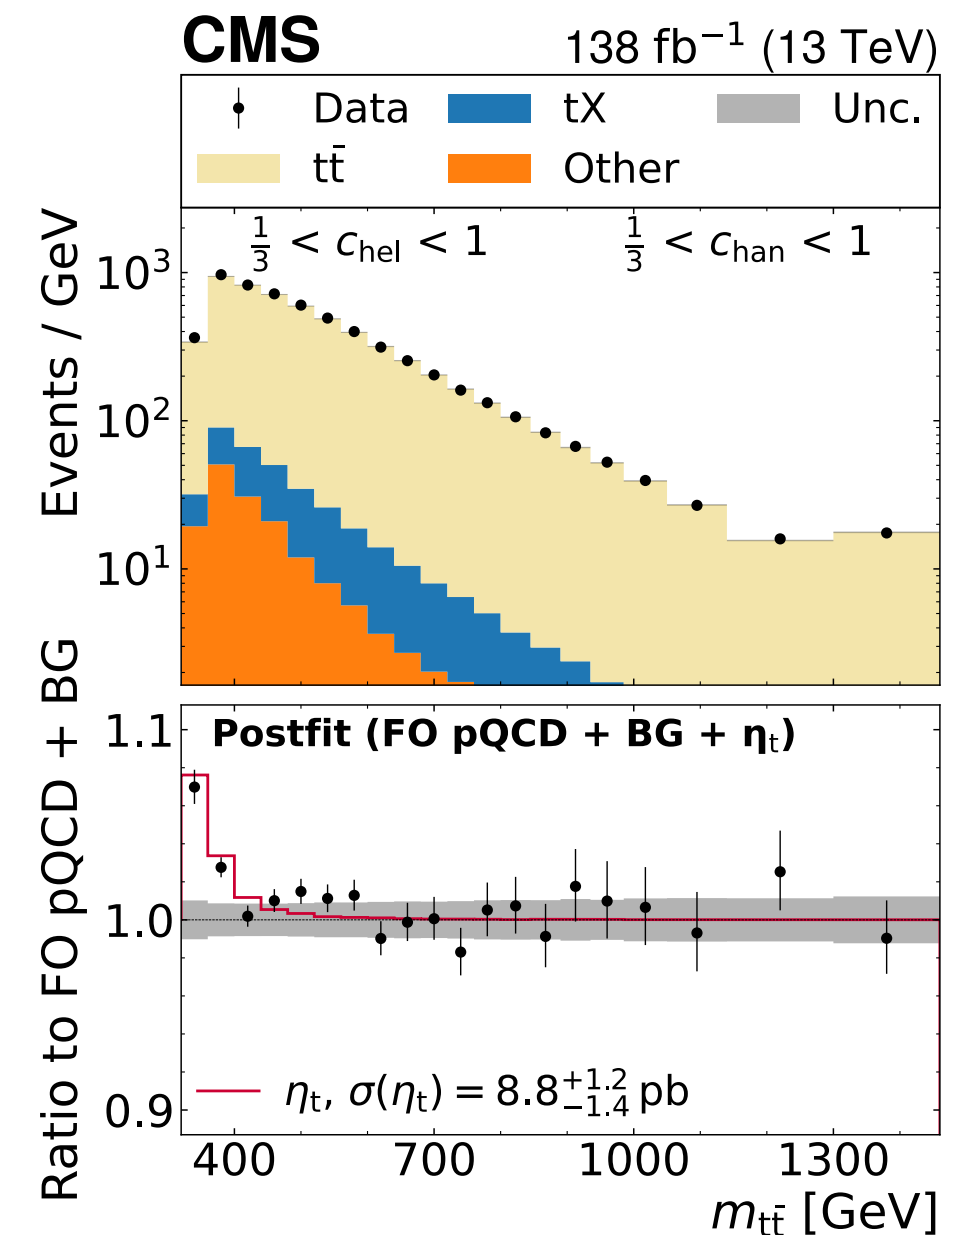 CMS 138 fb⁻¹ (13 TeV)
Data tX Unc.
tt̄ Other
1/3 < c_hel < 1 1/3 < c_han < 1
Events / GeV
10³
10²
10¹
Postfit (FO pQCD + BG + η_t)
Ratio to FO pQCD + BG
1.1
1.0
0.9
η_t, σ(η_t) = 8.8 +1.2 −1.4 pb
400 700 1000 1300
m_tt̄ [GeV]